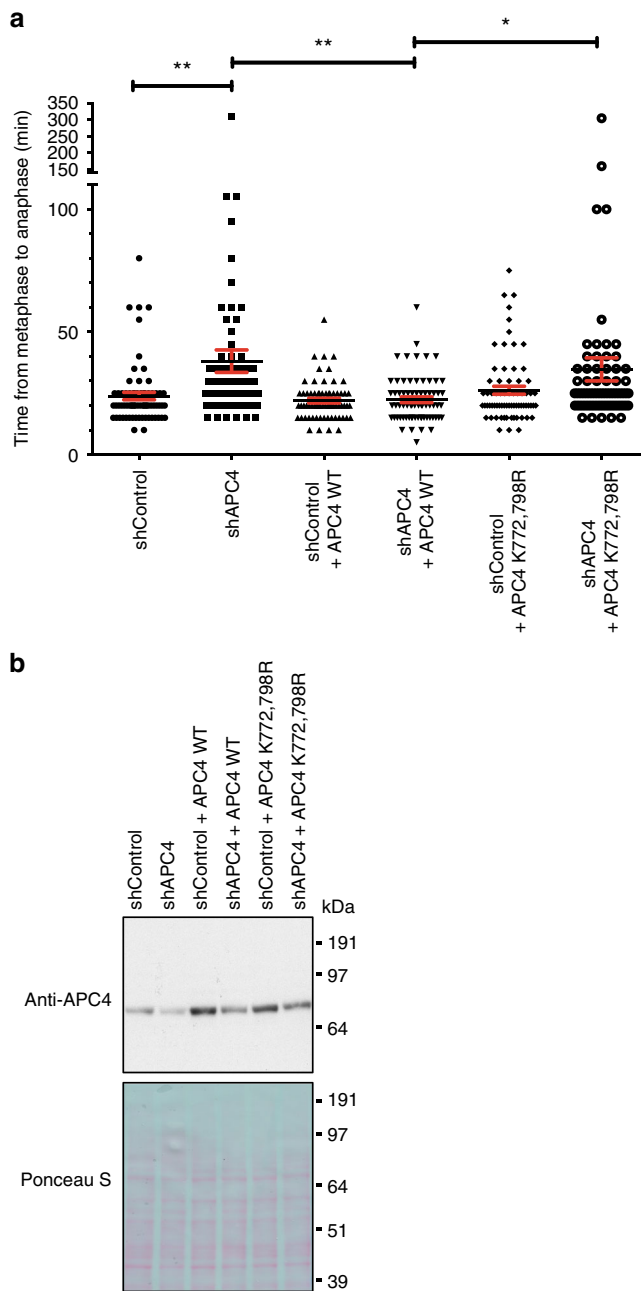 a
**
**
*
Time from metaphase to anaphase (min)
350
300
250
150
100
50
0
shControl
shAPC4
shControl
+ APC4 WT
shAPC4
+ APC4 WT
shControl
+ APC4 K772,798R
shAPC4
+ APC4 K772,798R
b
shControl
shAPC4
shControl + APC4 WT
shAPC4 + APC4 WT
shControl + APC4 K772,798R
shAPC4 + APC4 K772,798R
kDa
Anti-APC4
191
97
64
Ponceau S
191
97
64
51
39